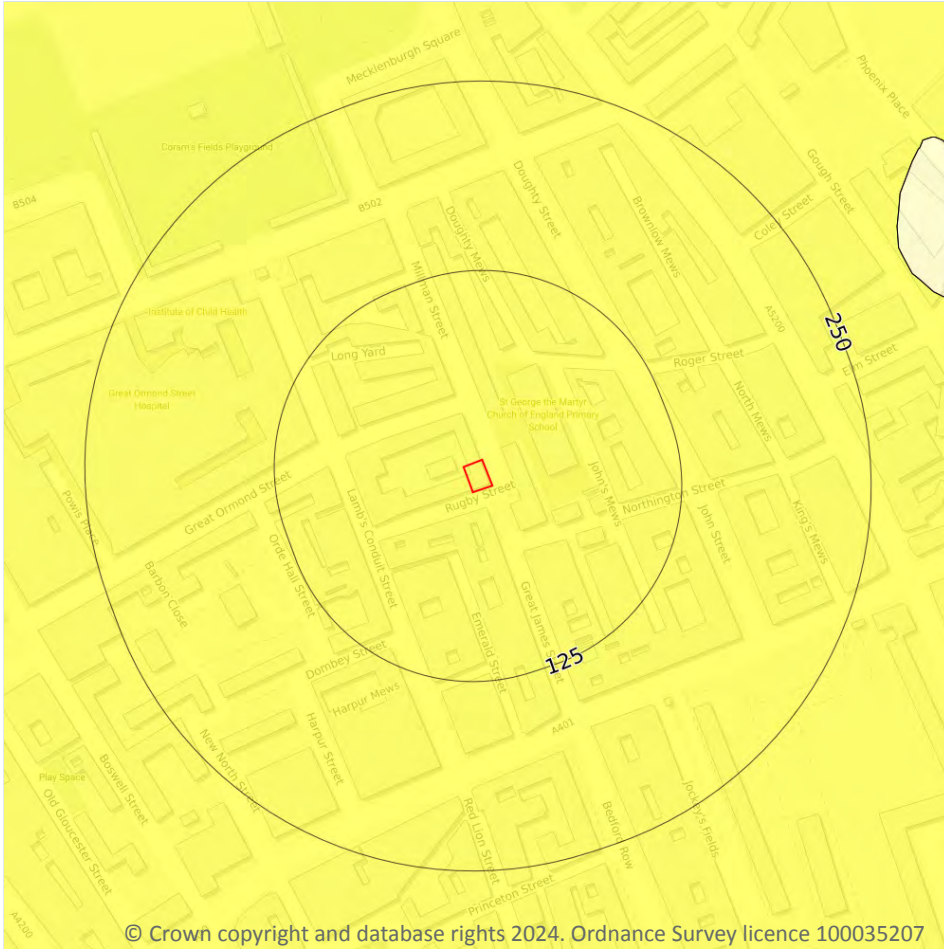 Mecklenburgh Square
Phoenix Place
Coram's Fields Playground
Gough Street
B504
B502
Doughty Street
Doughty Mews
Brownlow Mews
Coley Street
Millman Street
Institute of Child Health
A5200
250
Long Yard
Roger Street
Elm Street
Great Ormond Street
Hospital
St George the Martyr
Church of England Primary
School
North Mews
Powis Place
Great Ormond Street
Lamb's Conduit Street
Rugby Street
John's Mews
Northington Street
King's Mews
John Street
Orde Hall Street
Barbon Close
Great James Street
Emerald Street
Dombey Street
125
Harpur Mews
Harpur Street
A401
New North Street
Boswell Street
Play Space
Old Gloucester Street
Red Lion Street
Bedford Row
Jockey's Fields
Princeton Street
A4200
© Crown copyright and database rights 2024. Ordnance Survey licence 100035207